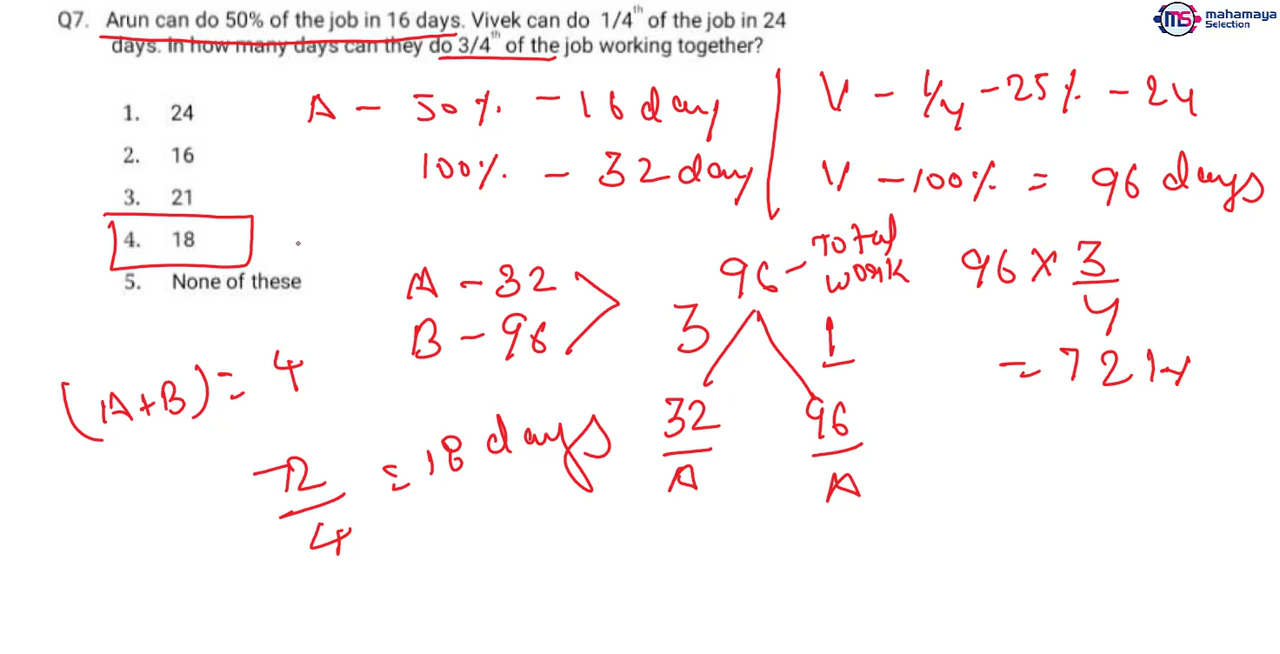 Q7. Arun can do 50% of the job in 16 days. Vivek can do 1/4th of the job in 24
days. In how many days can they do 3/4th of the job working together?
mahamaya
Selection
MS
1. 24
2. 16
3. 21
4. 18
5. None of these
A - 50% - 16 day
100% - 32 day
V - 1/4 - 25% - 24
V - 100% = 96 days
A - 32
B - 96
96 - Total work
3 1
32/A 96/A
96 × 3/4
= 72
(A+B) = 4
72/4 = 18 days